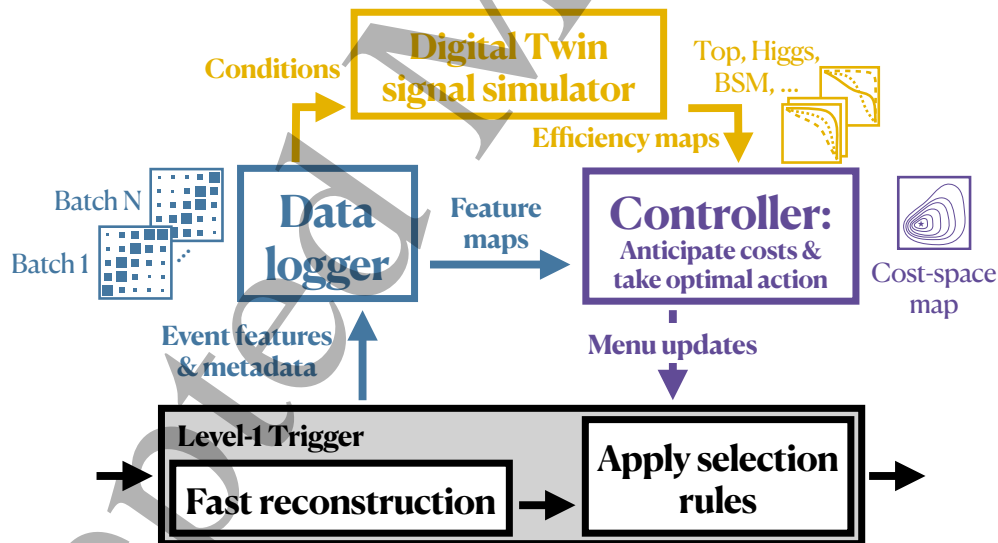 Digital Twin
signal simulator
Conditions
Top, Higgs,
BSM, ...
Efficiency maps
Batch N
Batch 1
Data
logger
Feature
maps
Controller:
Anticipate costs &
take optimal action
Cost-space
map
Event features
& metadata
Menu updates
Level-1 Trigger
Fast reconstruction
Apply selection
rules